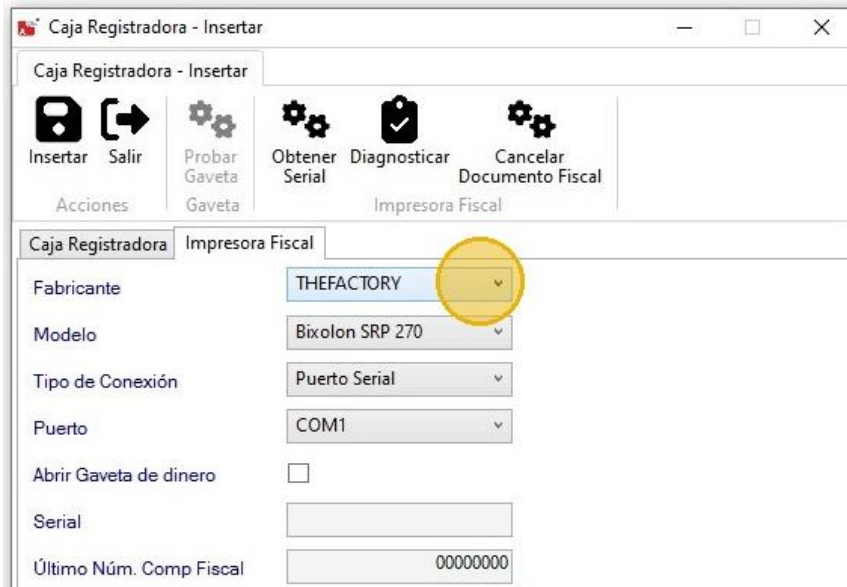 Caja Registradora - Insertar
Caja Registradora - Insertar
Insertar Salir Probar Gaveta Obtener Serial Diagnosticar Cancelar Documento Fiscal
Acciones Gaveta Impresora Fiscal
Caja Registradora Impresora Fiscal
Fabricante THEFACTORY
Modelo Bixolon SRP 270
Tipo de Conexión Puerto Serial
Puerto COM1
Abrir Gaveta de dinero
Serial
Último Núm. Comp Fiscal 00000000